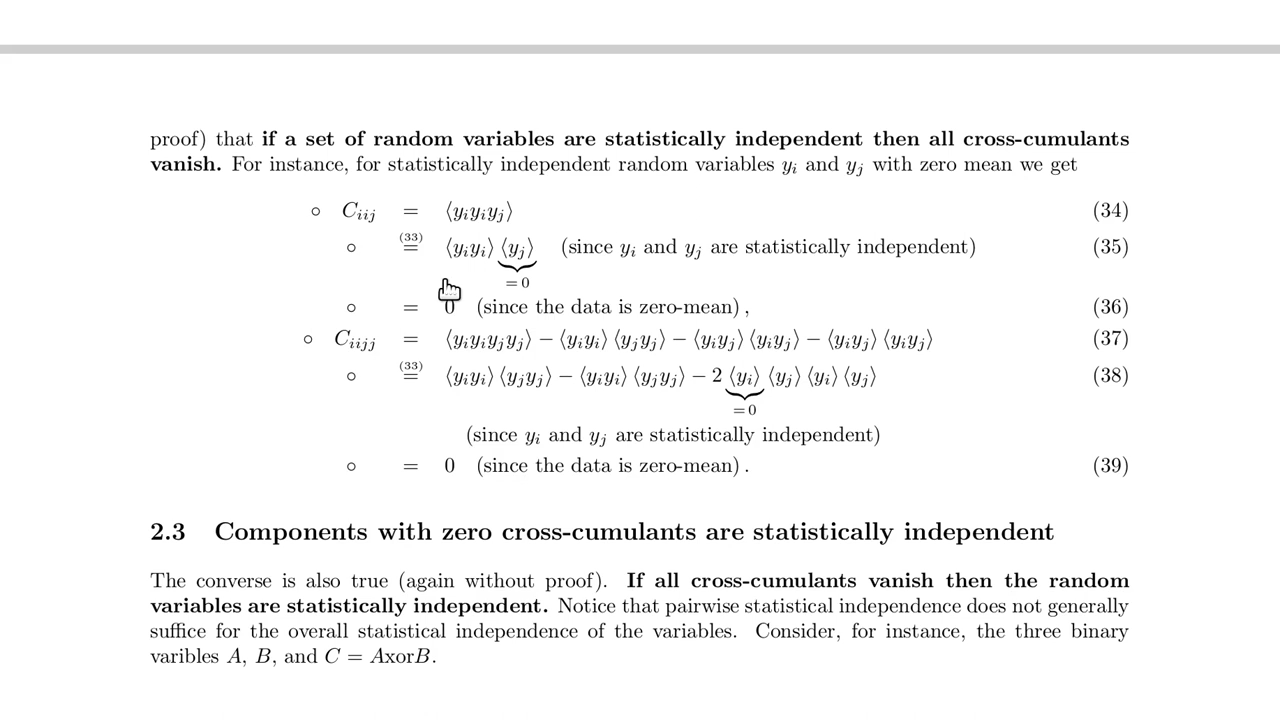 proof) that if a set of random variables are statistically independent then all cross-cumulants
vanish. For instance, for statistically independent random variables yᵢ and yⱼ with zero mean we get
◦ Cᵢᵢⱼ = ⟨yᵢyᵢyⱼ⟩ (34)
◦ (33) = ⟨yᵢyᵢ⟩ ⟨yⱼ⟩ (since yᵢ and yⱼ are statistically independent) (35)
= 0
◦ = 0 (since the data is zero-mean) , (36)
◦ Cᵢᵢⱼⱼ = ⟨yᵢyᵢyⱼyⱼ⟩ − ⟨yᵢyᵢ⟩ ⟨yⱼyⱼ⟩ − ⟨yᵢyⱼ⟩ ⟨yᵢyⱼ⟩ − ⟨yᵢyⱼ⟩ ⟨yᵢyⱼ⟩ (37)
◦ (33) = ⟨yᵢyᵢ⟩ ⟨yⱼyⱼ⟩ − ⟨yᵢyᵢ⟩ ⟨yⱼyⱼ⟩ − 2 ⟨yᵢ⟩ ⟨yⱼ⟩ ⟨yᵢ⟩ ⟨yⱼ⟩ (38)
= 0
(since yᵢ and yⱼ are statistically independent)
◦ = 0 (since the data is zero-mean) . (39)
2.3 Components with zero cross-cumulants are statistically independent
The converse is also true (again without proof). If all cross-cumulants vanish then the random
variables are statistically independent. Notice that pairwise statistical independence does not generally
suffice for the overall statistical independence of the variables. Consider, for instance, the three binary
varibles A, B, and C = AxorB.